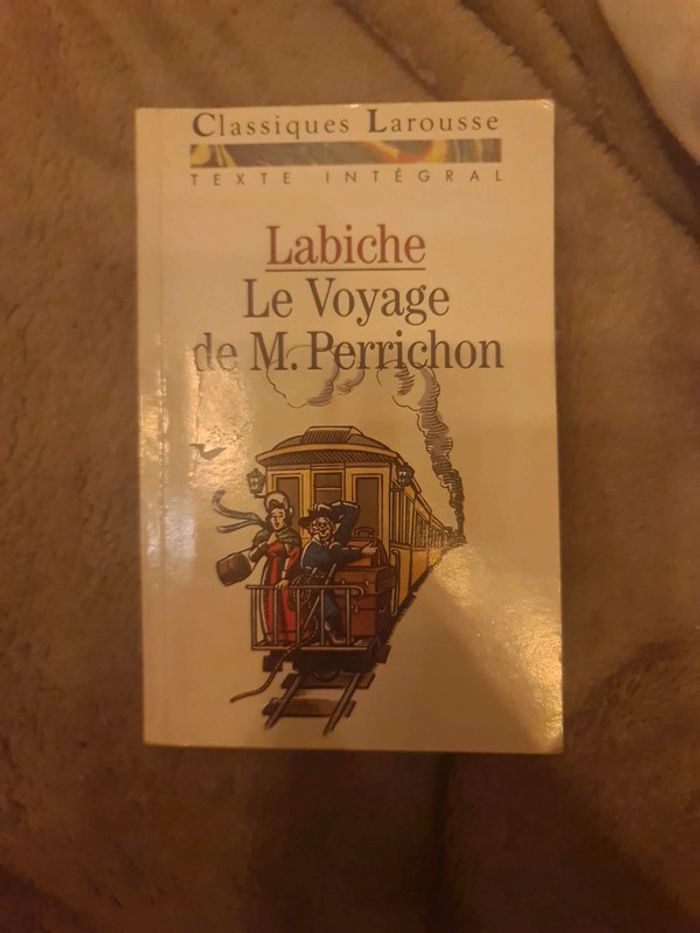 Classiques Larousse
TEXTE INTÉGRAL
Labiche
Le Voyage
de M. Perrichon